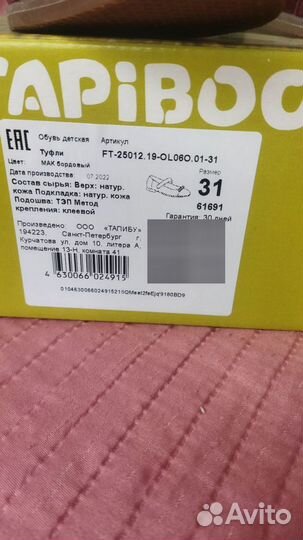 TAPiBOO
EAC
Обувь детская Артикул
Туфли FT-25012.19-OL06O.01-31
Цвет: МАК бордовый Размер
Дата производства: 07.2022 31
Состав сырья: Верх: натур. 61691
кожа Подкладка: натур. кожа
Подошва: ТЭП Метод
крепления: клеевой Гарантия: 30 дней
Произведено: ООО «ТАПИБУ»
194223, Санкт-Петербург г,
Курчатова ул, дом 10, литера А,
помещение 13-Н, комната 41
4 630066 024915
Avito